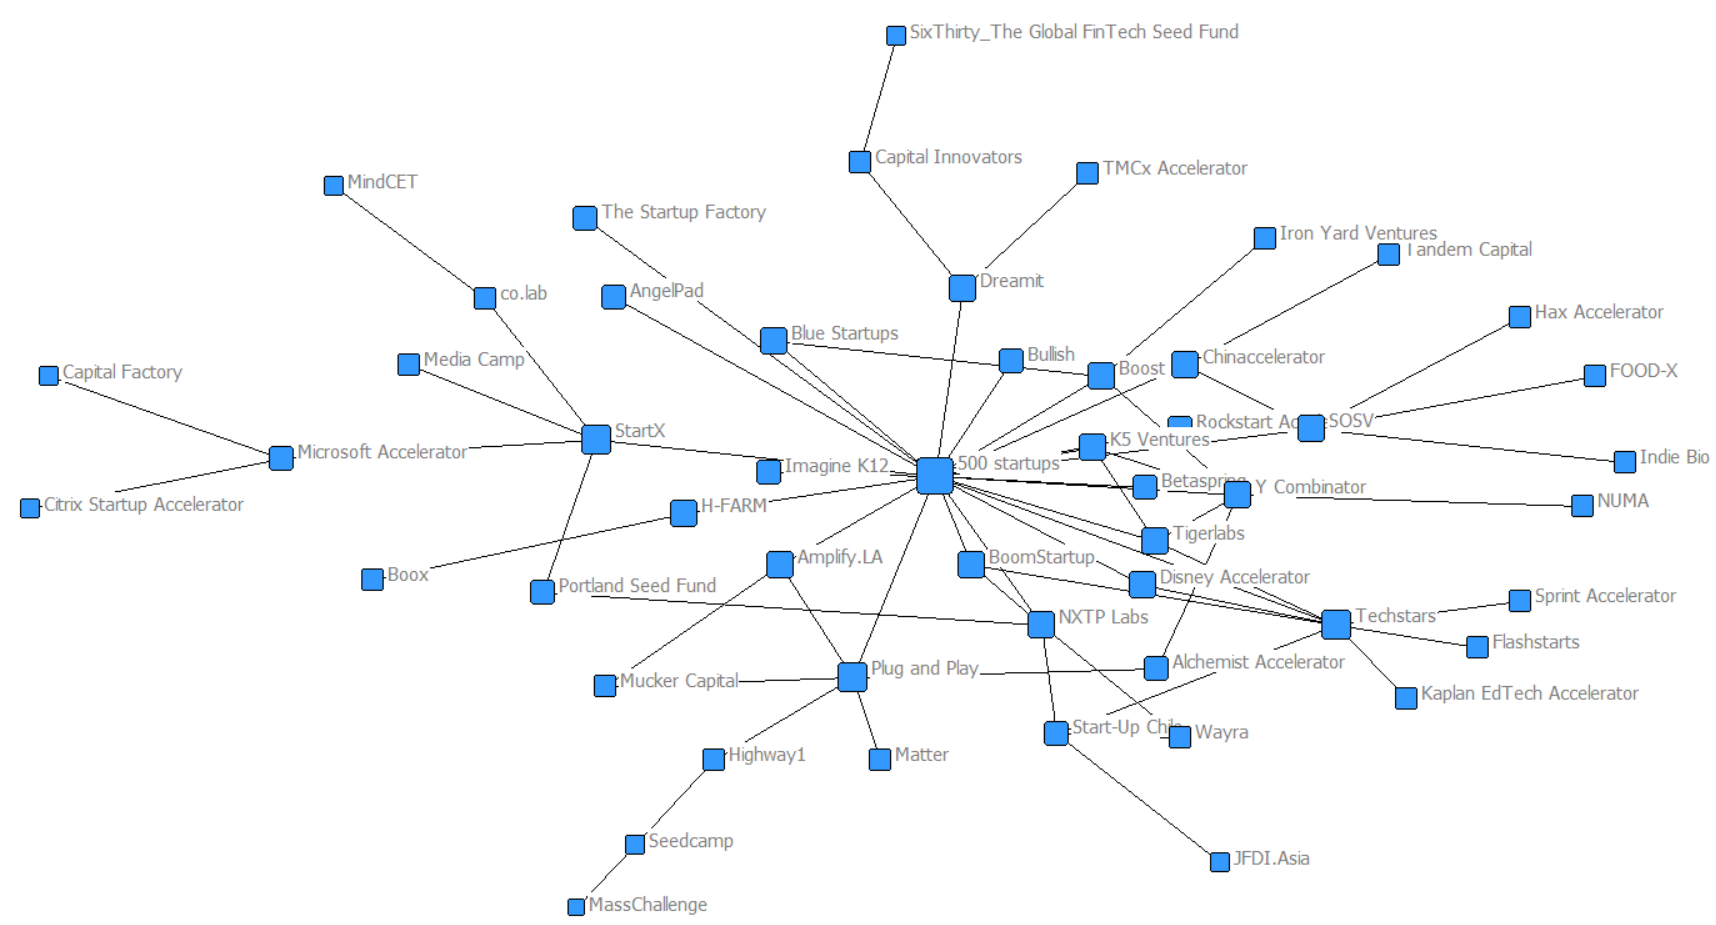 SixThirty_The Global FinTech Seed Fund
Capital Innovators
TMCx Accelerator
MindCET
The Startup Factory
Iron Yard Ventures
Tandem Capital
Dreamit
AngelPad
co.lab
Hax Accelerator
Blue Startups
Bullish
Chinaccelerator
Media Camp
Boost
Capital Factory
FOOD-X
Rockstart
SOSV
StartX
K5 Ventures
Microsoft Accelerator
Imagine K12
500 startups
Indie Bio
Betaspring
Y Combinator
Citrix Startup Accelerator
H-FARM
NUMA
Tigerlabs
Amplify.LA
BoomStartup
Boox
Disney Accelerator
Portland Seed Fund
Sprint Accelerator
NXTP Labs
Techstars
Flashstarts
Plug and Play
Alchemist Accelerator
Mucker Capital
Kaplan EdTech Accelerator
Start-Up Chile
Wayra
Highway1
Matter
Seedcamp
JFDI.Asia
MassChallenge